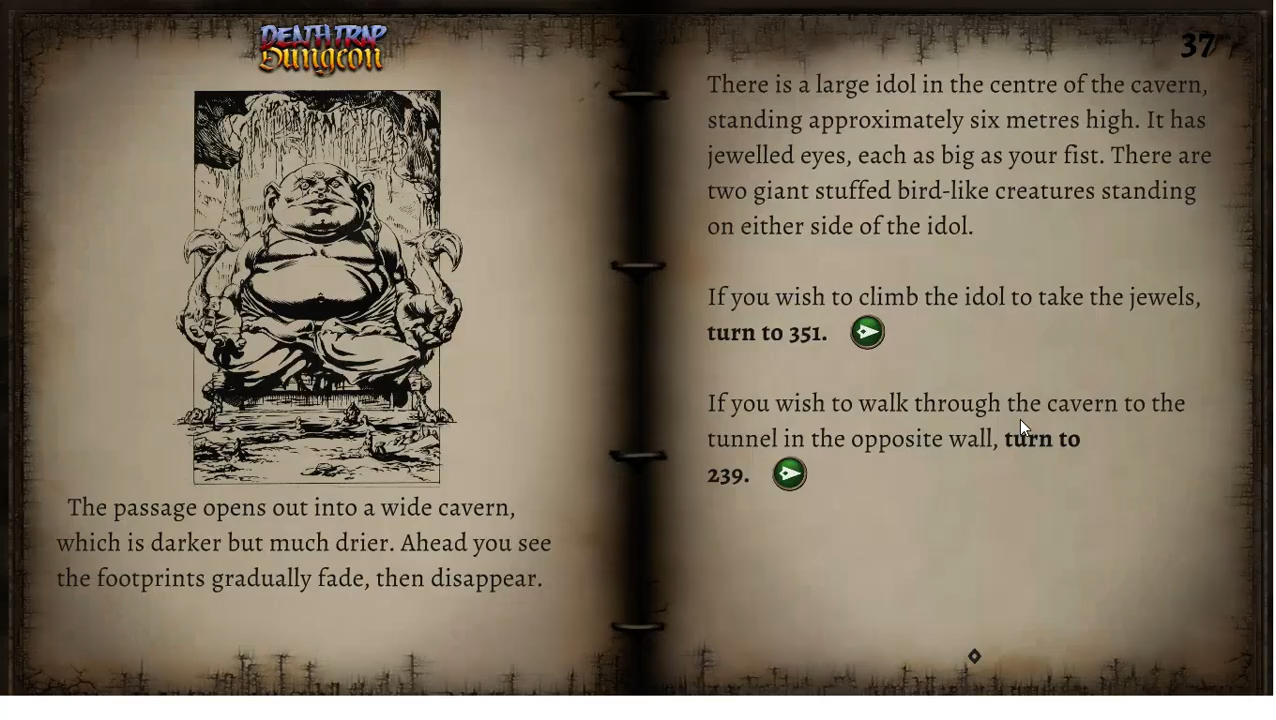 DEATHTRAP
Dungeon
The passage opens out into a wide cavern,
which is darker but much drier. Ahead you see
the footprints gradually fade, then disappear.
37
There is a large idol in the centre of the cavern,
standing approximately six metres high. It has
jewelled eyes, each as big as your fist. There are
two giant stuffed bird-like creatures standing
on either side of the idol.
If you wish to climb the idol to take the jewels,
turn to 351.
If you wish to walk through the cavern to the
tunnel in the opposite wall, turn to
239.